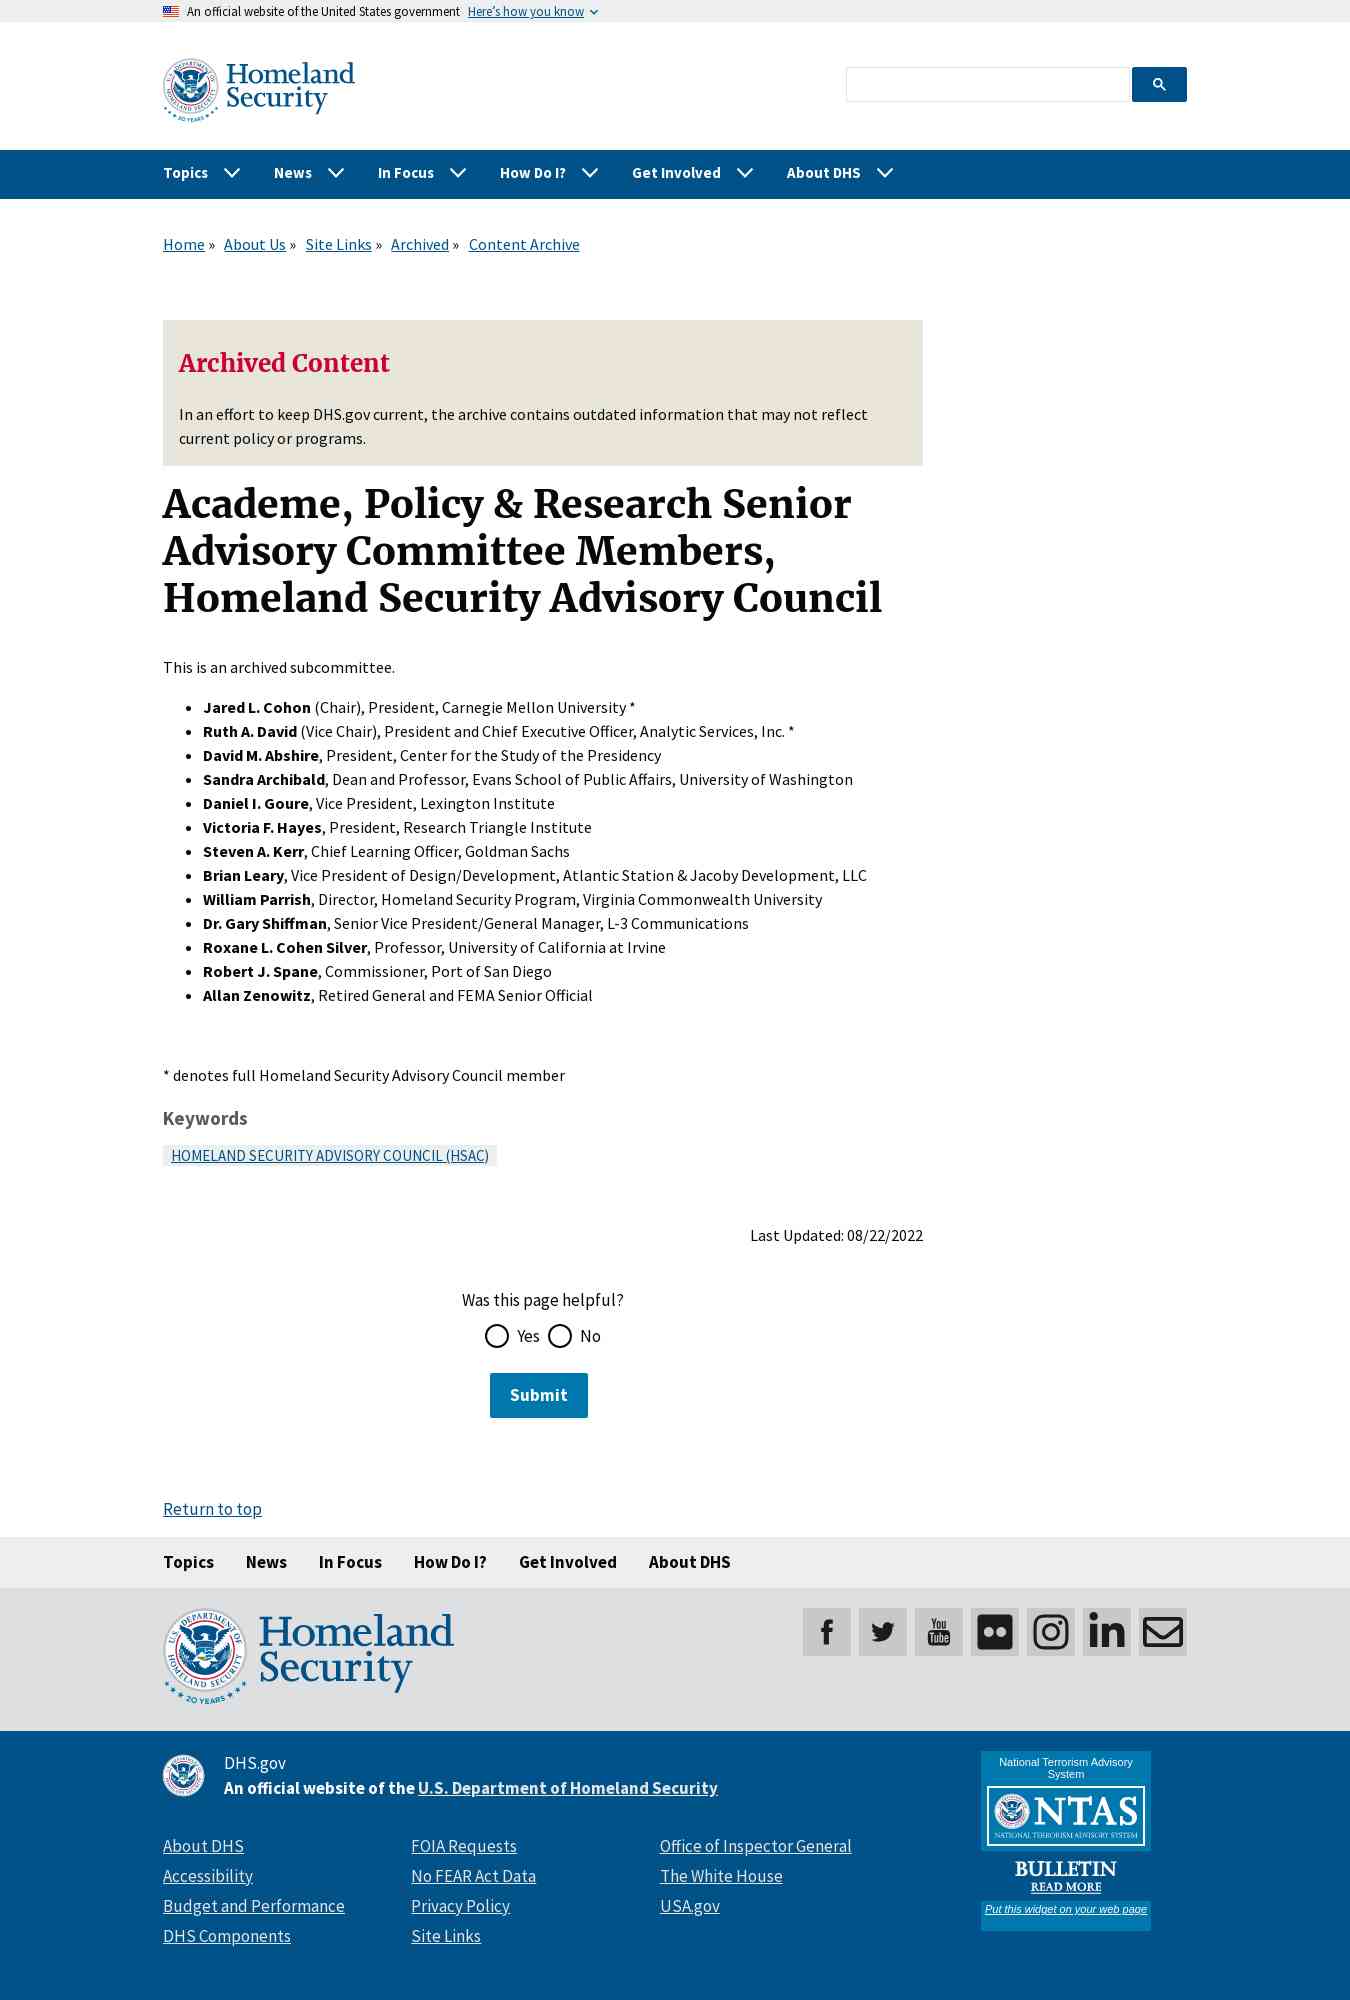 An official website of the United States government Here’s how you know
U.S. DEPARTMENT OF HOMELAND SECURITY
Homeland
Security
20 YEARS
Topics News In Focus How Do I? Get Involved About DHS
Home » About Us » Site Links » Archived » Content Archive
Archived Content
In an effort to keep DHS.gov current, the archive contains outdated information that may not reflect
current policy or programs.
Academe, Policy & Research Senior
Advisory Committee Members,
Homeland Security Advisory Council
This is an archived subcommittee.
• Jared L. Cohon (Chair), President, Carnegie Mellon University *
• Ruth A. David (Vice Chair), President and Chief Executive Officer, Analytic Services, Inc. *
• David M. Abshire, President, Center for the Study of the Presidency
• Sandra Archibald, Dean and Professor, Evans School of Public Affairs, University of Washington
• Daniel I. Goure, Vice President, Lexington Institute
• Victoria F. Hayes, President, Research Triangle Institute
• Steven A. Kerr, Chief Learning Officer, Goldman Sachs
• Brian Leary, Vice President of Design/Development, Atlantic Station & Jacoby Development, LLC
• William Parrish, Director, Homeland Security Program, Virginia Commonwealth University
• Dr. Gary Shiffman, Senior Vice President/General Manager, L-3 Communications
• Roxane L. Cohen Silver, Professor, University of California at Irvine
• Robert J. Spane, Commissioner, Port of San Diego
• Allan Zenowitz, Retired General and FEMA Senior Official
* denotes full Homeland Security Advisory Council member
Keywords
HOMELAND SECURITY ADVISORY COUNCIL (HSAC)
Last Updated: 08/22/2022
Was this page helpful?
Yes No
Submit
Return to top
Topics News In Focus How Do I? Get Involved About DHS
U.S. DEPARTMENT OF HOMELAND SECURITY
Homeland
Security
20 YEARS
You
Tube
DHS.gov
An official website of the U.S. Department of Homeland Security
About DHS
Accessibility
Budget and Performance
DHS Components
FOIA Requests
No FEAR Act Data
Privacy Policy
Site Links
Office of Inspector General
The White House
USA.gov
National Terrorism Advisory
System
NTAS
NATIONAL TERRORISM ADVISORY SYSTEM
BULLETIN
READ MORE
Put this widget on your web page